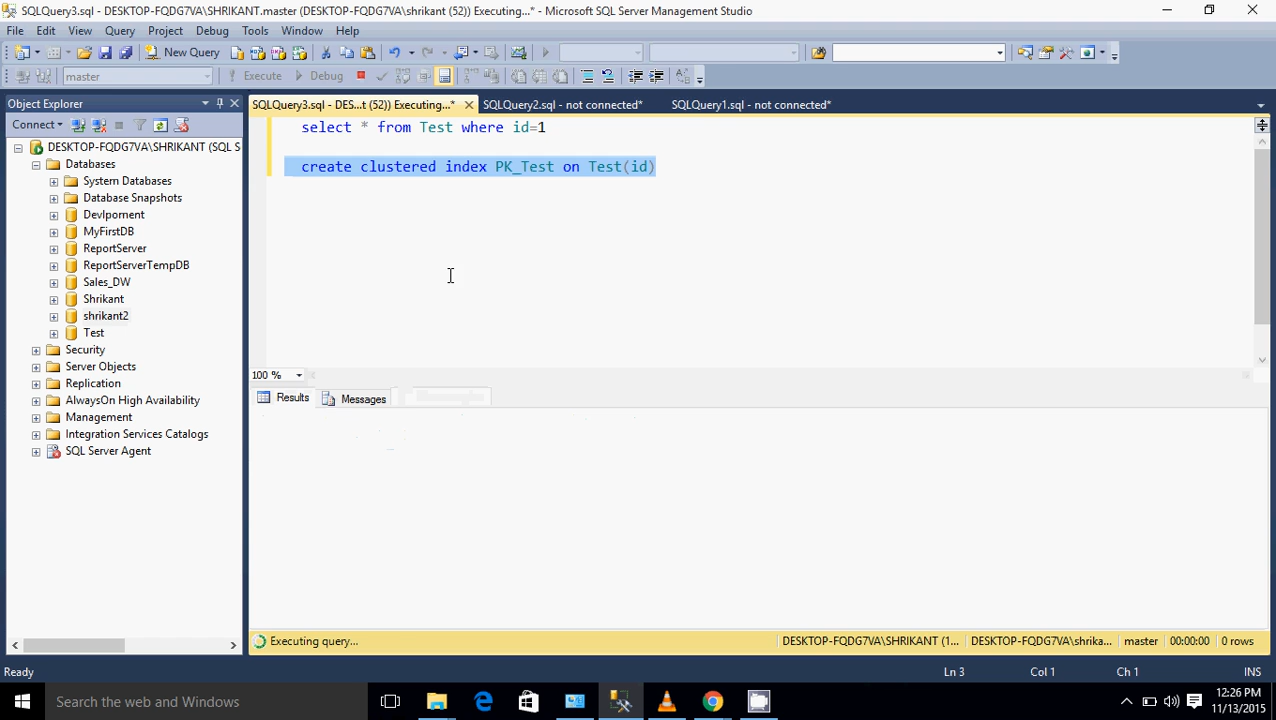 SQLQuery3.sql - DESKTOP-FQDG7VA\SHRIKANT.master (DESKTOP-FQDG7VA\shrikant (52)) Executing...* - Microsoft SQL Server Management Studio
File Edit View Query Project Debug Tools Window Help
New Query
master Execute Debug
Object Explorer
SQLQuery3.sql - DES...t (52)) Executing...* SQLQuery2.sql - not connected* SQLQuery1.sql - not connected*
Connect
DESKTOP-FQDG7VA\SHRIKANT (SQL S
Databases
System Databases
Database Snapshots
Devlpoment
MyFirstDB
ReportServer
ReportServerTempDB
Sales_DW
Shrikant
shrikant2
Test
Security
Server Objects
Replication
AlwaysOn High Availability
Management
Integration Services Catalogs
SQL Server Agent
select * from Test where id=1
create clustered index PK_Test on Test(id)
100 %
Results Messages
Executing query... DESKTOP-FQDG7VA\SHRIKANT (1... DESKTOP-FQDG7VA\shrika... master 00:00:00 0 rows
Ready Ln 3 Col 1 Ch 1 INS
Search the web and Windows
12:26 PM
11/13/2015